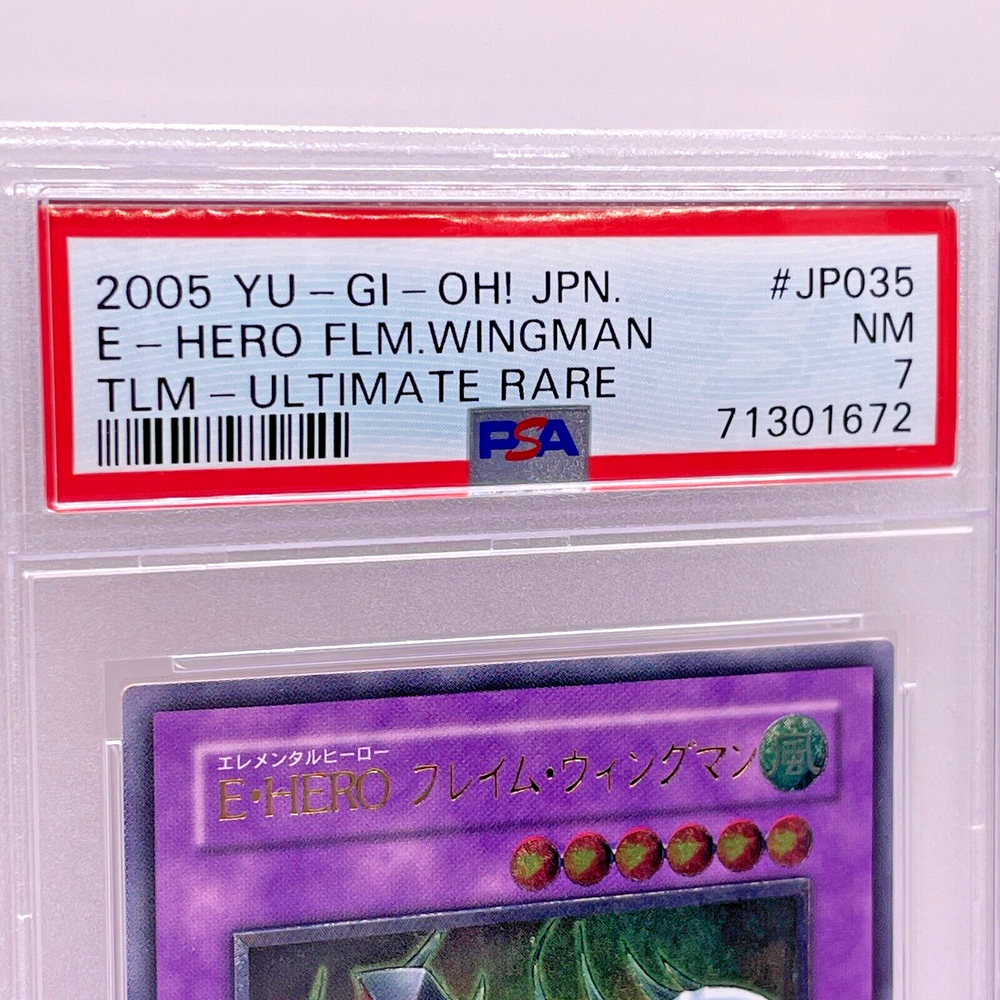 2005 YU-GI-OH! JPN. #JP035
E-HERO FLM.WINGMAN NM
TLM-ULTIMATE RARE 7
PSA 71301672
エレメンタルヒーロー
E・HERO フレイム・ウィングマン 風